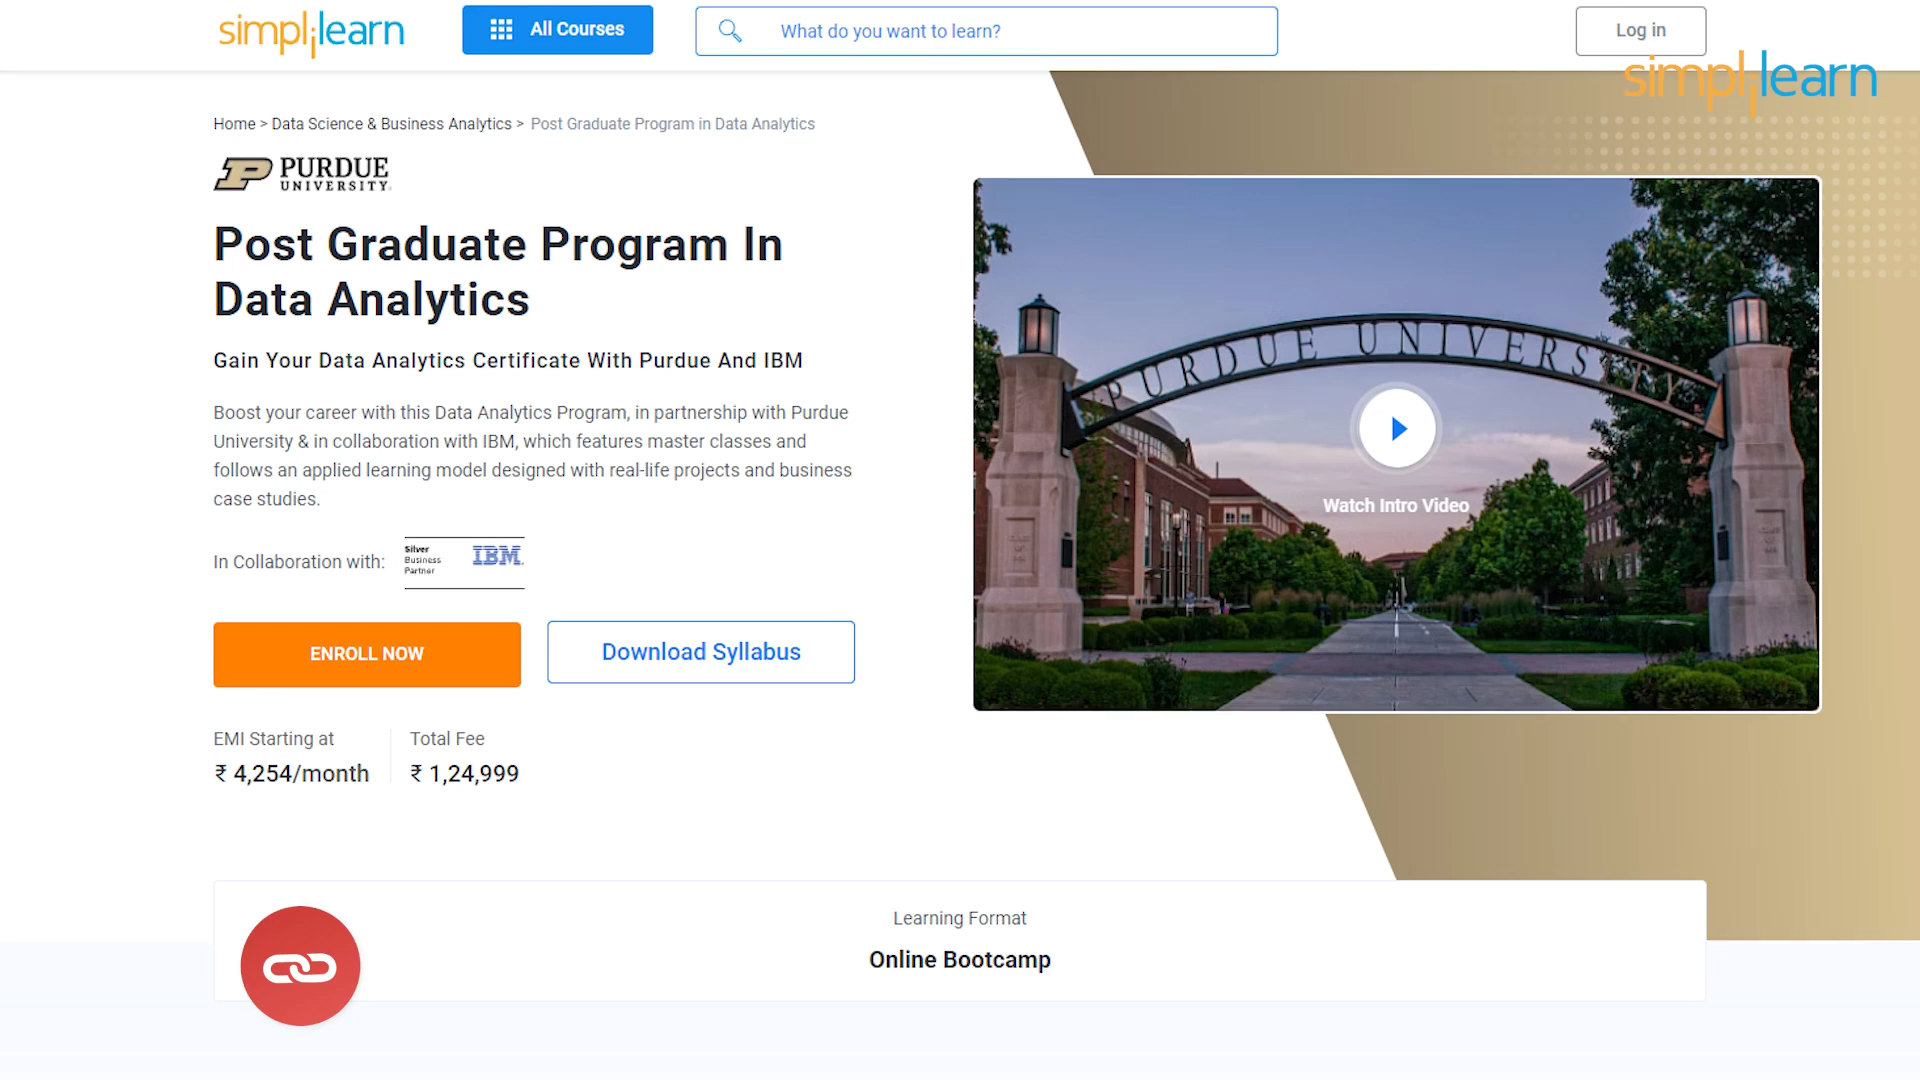 simplilearn
All Courses
What do you want to learn?
Log in
simplilearn
Home > Data Science & Business Analytics > Post Graduate Program in Data Analytics
PURDUE
UNIVERSITY
Post Graduate Program In
Data Analytics
Gain Your Data Analytics Certificate With Purdue And IBM
Boost your career with this Data Analytics Program, in partnership with Purdue
University & in collaboration with IBM, which features master classes and
follows an applied learning model designed with real-life projects and business
case studies.
PURDUE UNIVERSITY
Watch Intro Video
In Collaboration with:
Silver
Business
Partner
IBM
ENROLL NOW
Download Syllabus
EMI Starting at
₹ 4,254/month
Total Fee
₹ 1,24,999
Learning Format
Online Bootcamp